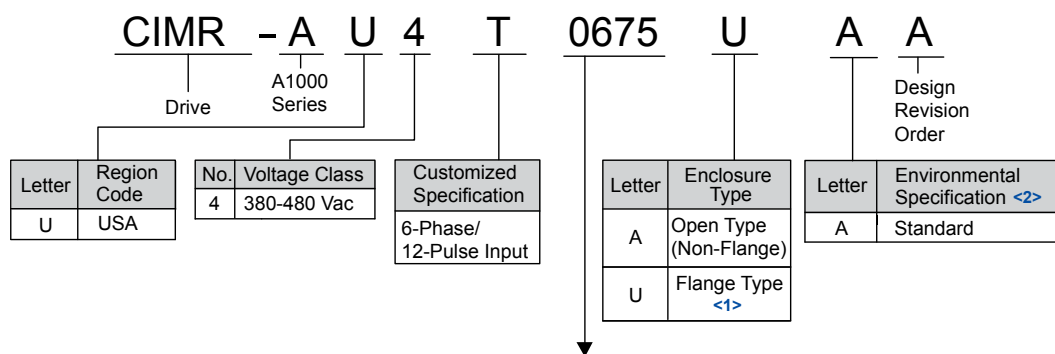 CIMR - A U 4 T 0675 U A A
Drive
A1000
Series
Design
Revision
Order
Letter Region
Code
U USA
No. Voltage Class
4 380-480 Vac
Customized
Specification
6-Phase/
12-Pulse Input
Letter Enclosure
Type
A Open Type
(Non-Flange)
U Flange Type
<1>
Letter Environmental
Specification <2>
A Standard